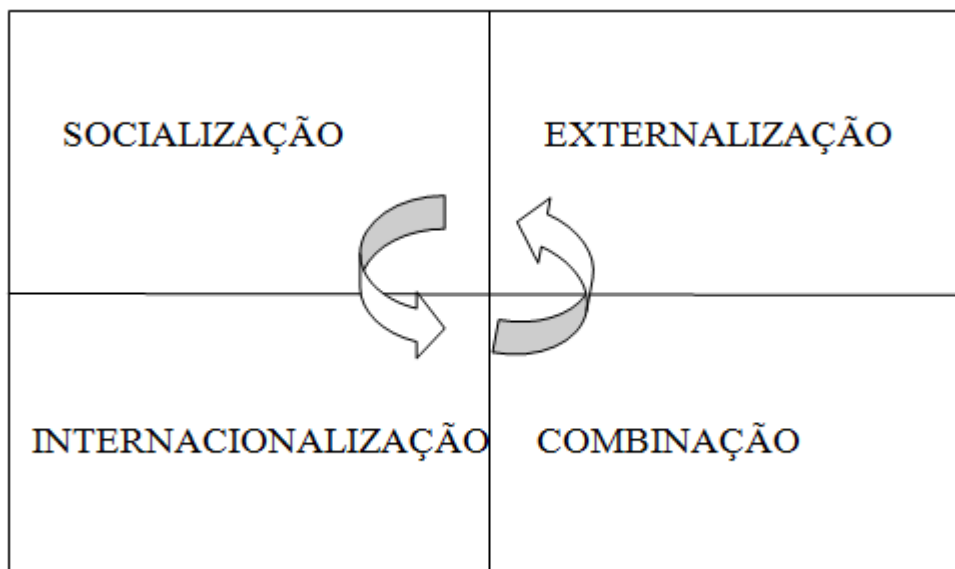 SOCIALIZAÇÃO
EXTERNALIZAÇÃO
INTERNACIONALIZAÇÃO
COMBINAÇÃO